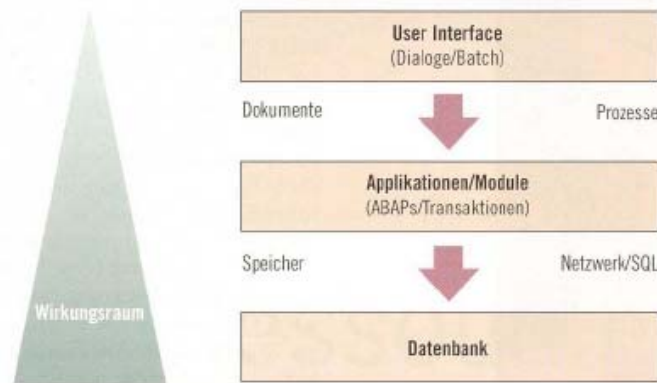 User Interface
(Dialoge/Batch)
Dokumente
Prozesse
Applikationen/Module
(ABAPs/Transaktionen)
Speicher
Netzwerk/SQL
Wirkungsraum
Datenbank